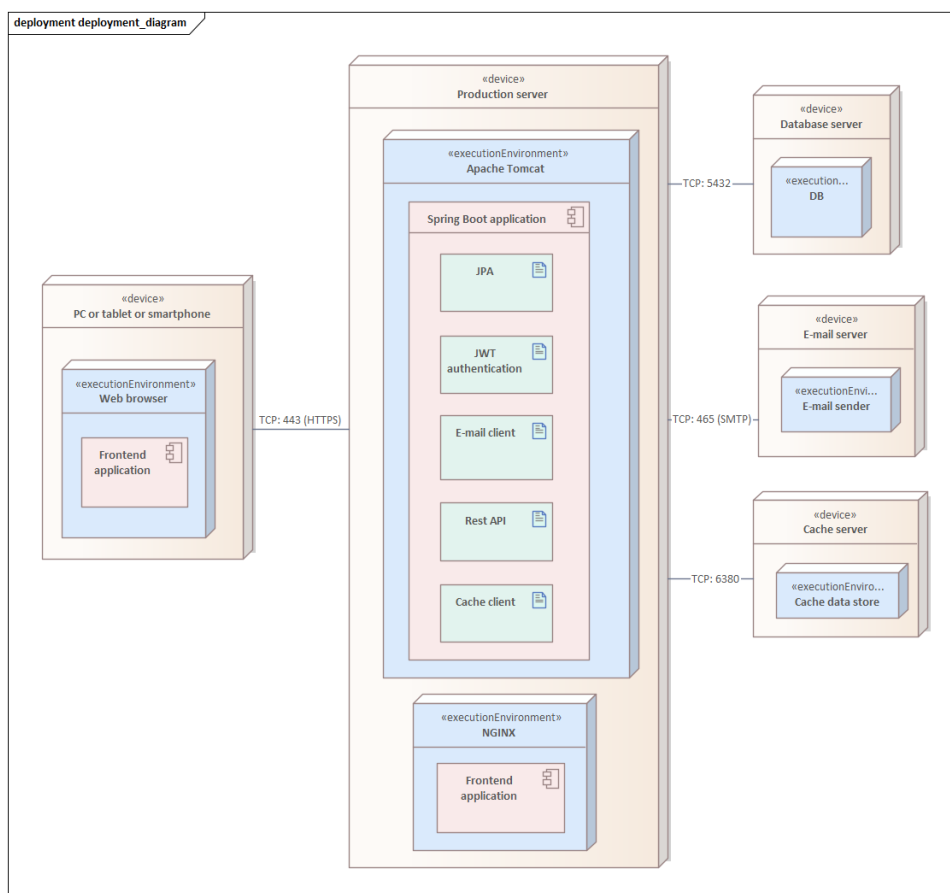 deployment deployment_diagram
«device»
Production server
«executionEnvironment»
Apache Tomcat
Spring Boot application
JPA
JWT
authentication
E-mail client
Rest API
Cache client
«executionEnvironment»
NGINX
Frontend
application
«device»
PC or tablet or smartphone
«executionEnvironment»
Web browser
Frontend
application
TCP: 443 (HTTPS)
TCP: 5432
«device»
Database server
«execution...
DB
TCP: 465 (SMTP)
«device»
E-mail server
«executionEnvi...
E-mail sender
TCP: 6380
«device»
Cache server
«executionEnviro...
Cache data store